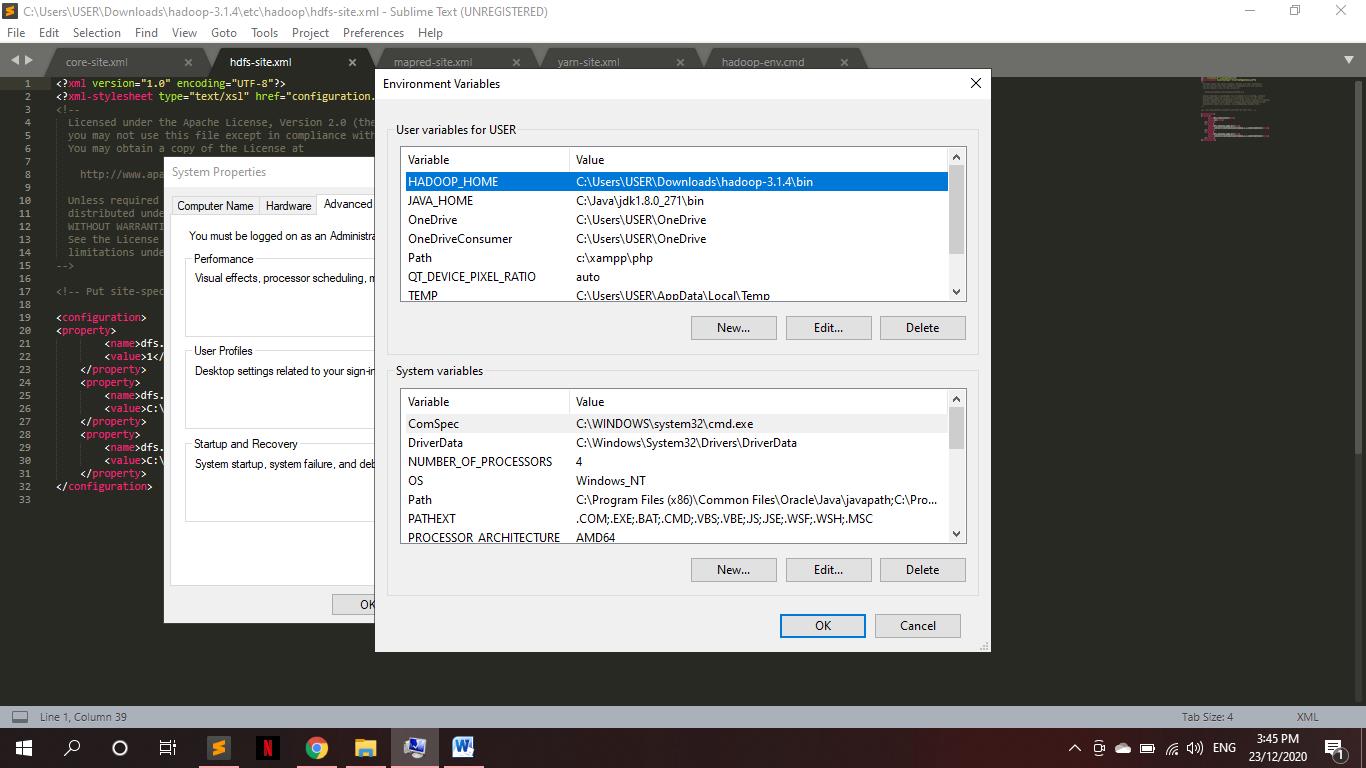 C:\Users\USER\Downloads\hadoop-3.1.4\etc\hadoop\hdfs-site.xml - Sublime Text (UNREGISTERED)
File Edit Selection Find View Goto Tools Project Preferences Help
core-site.xml hdfs-site.xml mapred-site.xml yarn-site.xml hadoop-env.cmd
1 <?xml version="1.0" encoding="UTF-8"?>
2 <?xml-stylesheet type="text/xsl" href="configuration.
3 <!--
4 Licensed under the Apache License, Version 2.0 (the
5 you may not use this file except in compliance with
6 You may obtain a copy of the License at
7
8 http://www.apa
9
10 Unless required
11 distributed unde
12 WITHOUT WARRANTI
13 See the License
14 limitations unde
15 -->
16
17 <!-- Put site-spec
18
19 <configuration>
20 <property>
21 <name>dfs.
22 <value>1</
23 </property>
24 <property>
25 <name>dfs.
26 <value>C:\
27 </property>
28 <property>
29 <name>dfs.
30 <value>C:\
31 </property>
32 </configuration>
33
System Properties
Computer Name Hardware Advanced
You must be logged on as an Administra
Performance
Visual effects, processor scheduling, m
User Profiles
Desktop settings related to your sign-in
Startup and Recovery
System startup, system failure, and deb
OK
Environment Variables
User variables for USER
Variable Value
HADOOP_HOME C:\Users\USER\Downloads\hadoop-3.1.4\bin
JAVA_HOME C:\Java\jdk1.8.0_271\bin
OneDrive C:\Users\USER\OneDrive
OneDriveConsumer C:\Users\USER\OneDrive
Path c:\xampp\php
QT_DEVICE_PIXEL_RATIO auto
TEMP C:\Users\USER\AppData\Local\Temp
New... Edit... Delete
System variables
Variable Value
ComSpec C:\WINDOWS\system32\cmd.exe
DriverData C:\Windows\System32\Drivers\DriverData
NUMBER_OF_PROCESSORS 4
OS Windows_NT
Path C:\Program Files (x86)\Common Files\Oracle\Java\javapath;C:\Pro...
PATHEXT .COM;.EXE;.BAT;.CMD;.VBS;.VBE;.JS;.JSE;.WSF;.WSH;.MSC
PROCESSOR_ARCHITECTURE AMD64
New... Edit... Delete
OK Cancel
Line 1, Column 39 Tab Size: 4 XML
ENG 3:45 PM
23/12/2020
1